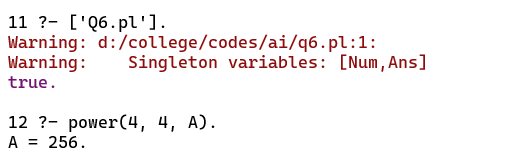 11 ?- ['Q6.pl'].
Warning: d:/college/codes/ai/q6.pl:1:
Warning:    Singleton variables: [Num,Ans]
true.
12 ?- power(4, 4, A).
A = 256.